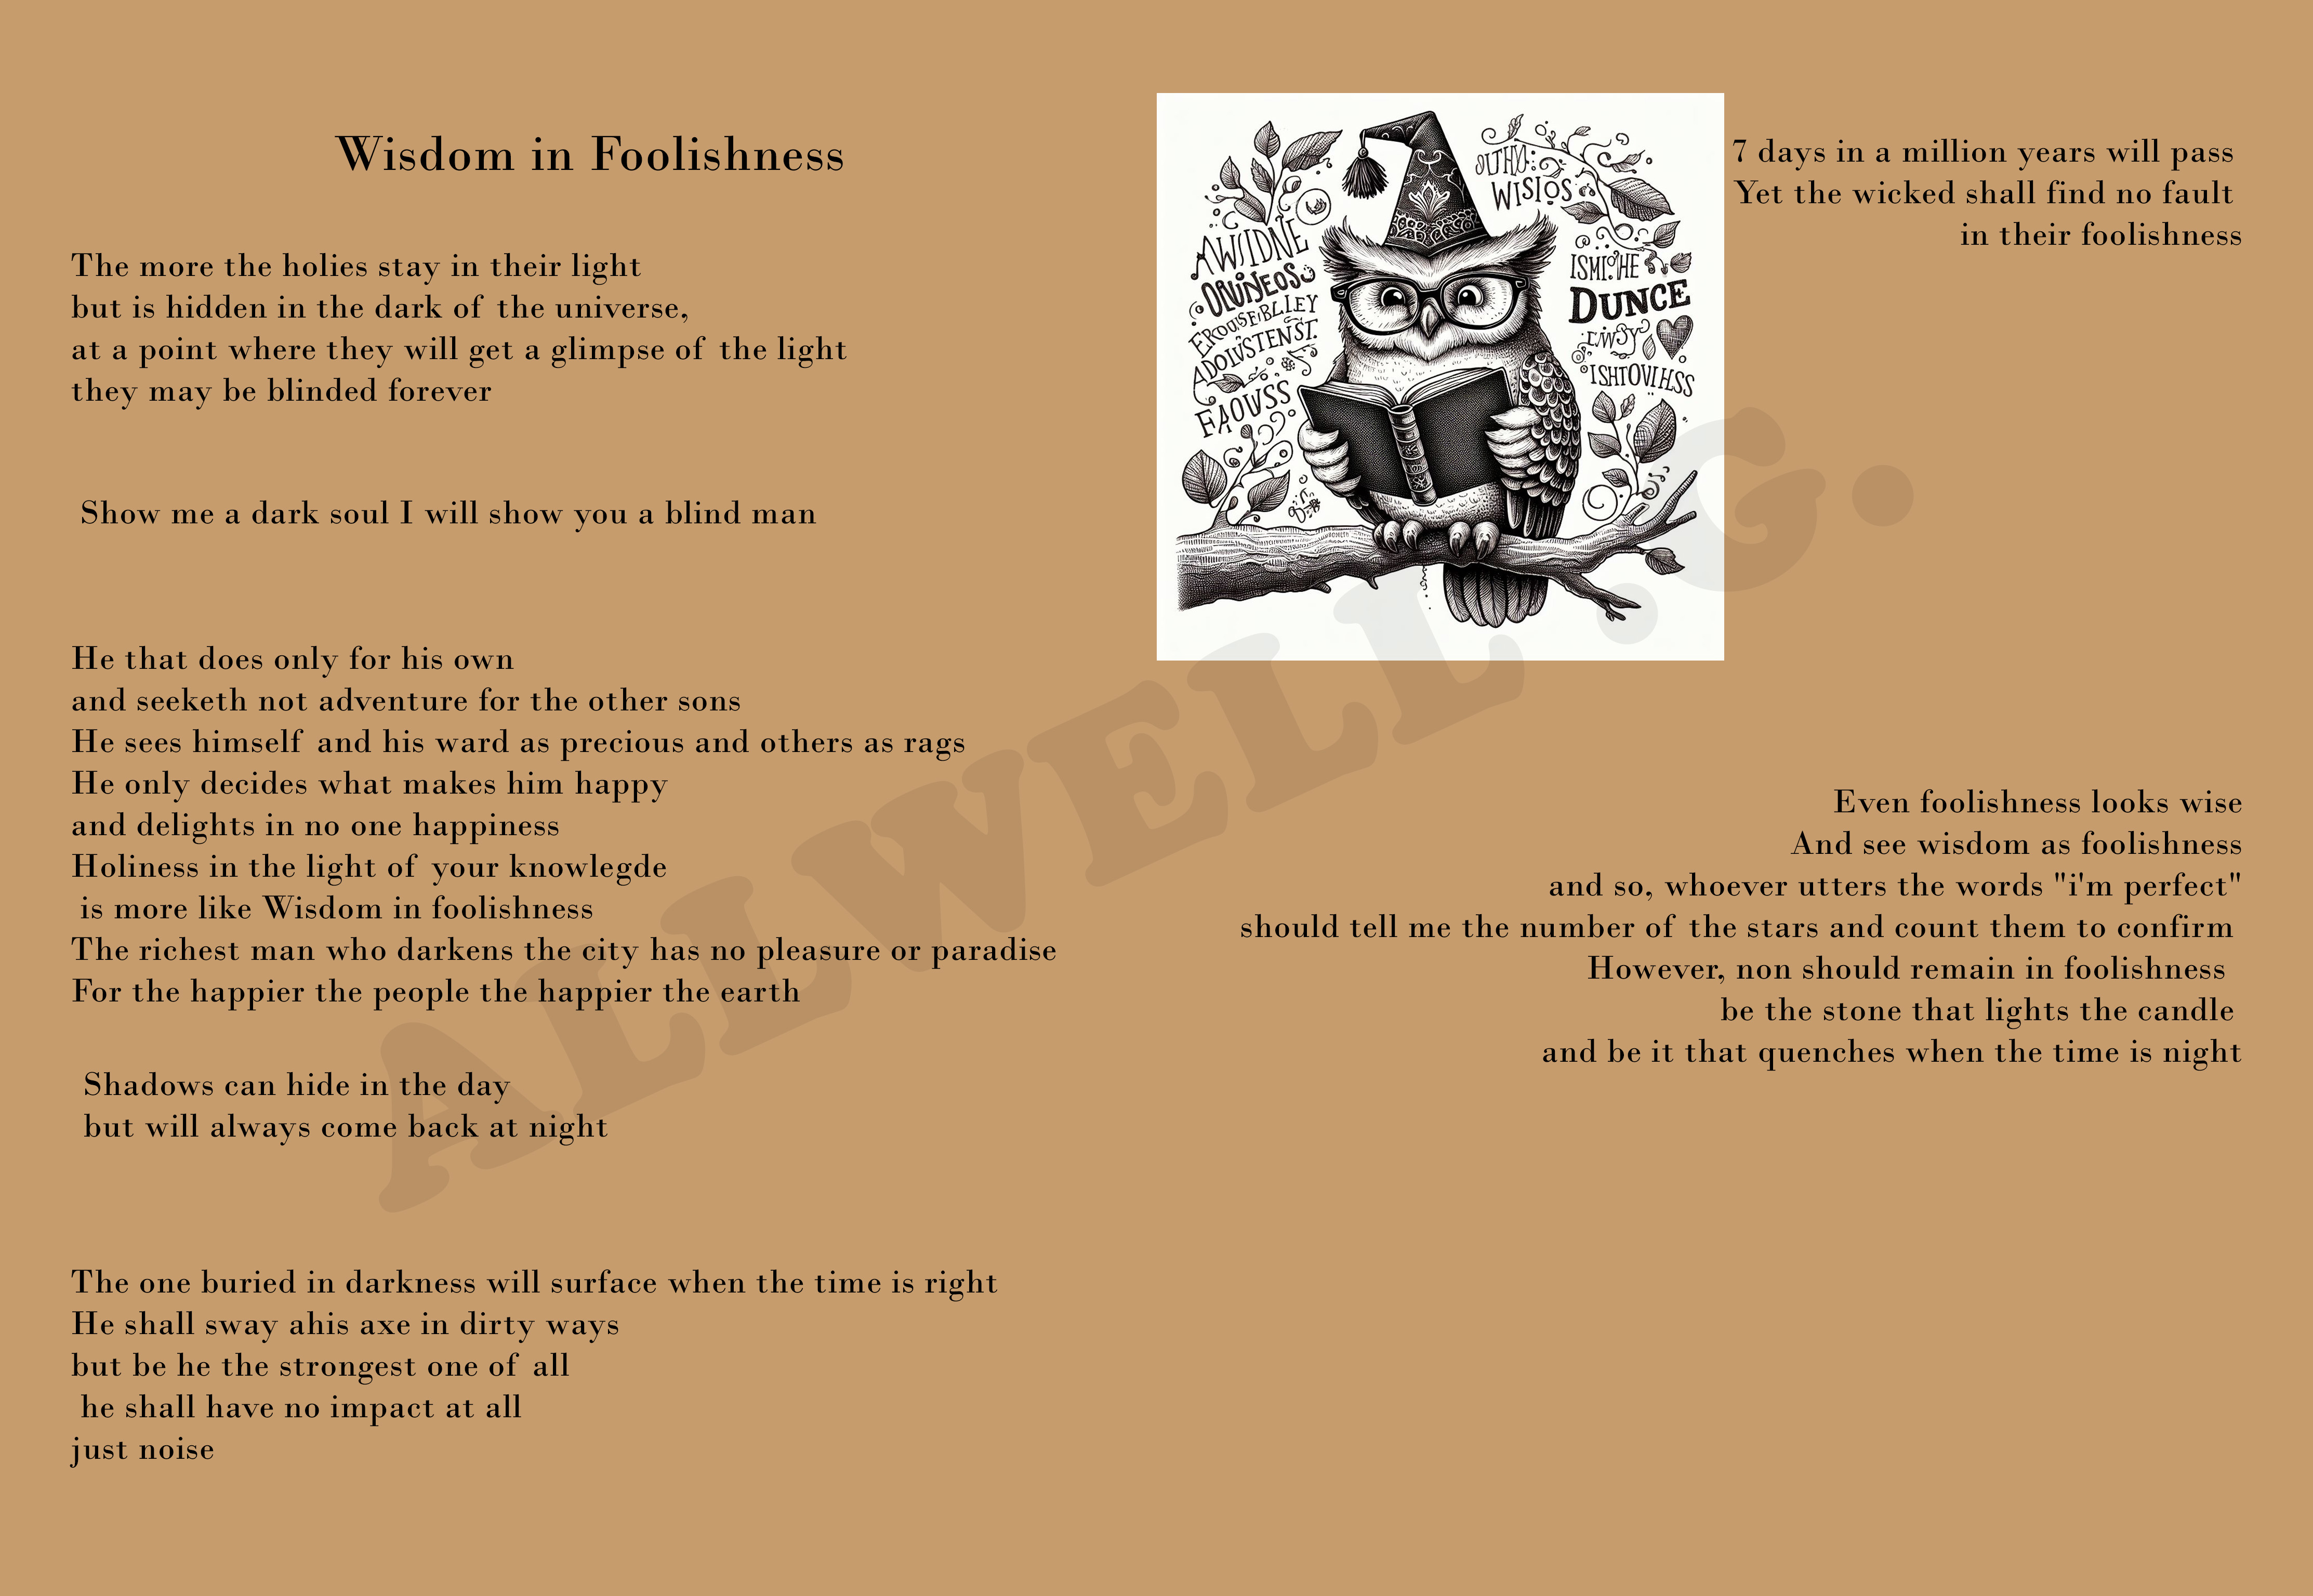 Wisdom in Foolishness
The more the holies stay in their light
but is hidden in the dark of the universe,
at a point where they will get a glimpse of the light
they may be blinded forever
Show me a dark soul I will show you a blind man
He that does only for his own
and seeketh not adventure for the other sons
He sees himself and his ward as precious and others as rags
He only decides what makes him happy
and delights in no one happiness
Holiness in the light of your knowlegde
is more like Wisdom in foolishness
The richest man who darkens the city has no pleasure or paradise
For the happier the people the happier the earth
Shadows can hide in the day
but will always come back at night
The one buried in darkness will surface when the time is right
He shall sway ahis axe in dirty ways
but be he the strongest one of all
he shall have no impact at all
just noise
WISIOS
AWIDNE
DUNCE
FAOWSS
7 days in a million years will pass
Yet the wicked shall find no fault
in their foolishness
Even foolishness looks wise
And see wisdom as foolishness
and so, whoever utters the words "i'm perfect"
should tell me the number of the stars and count them to confirm
However, non should remain in foolishness
be the stone that lights the candle
and be it that quenches when the time is night
ALLWELL .G.